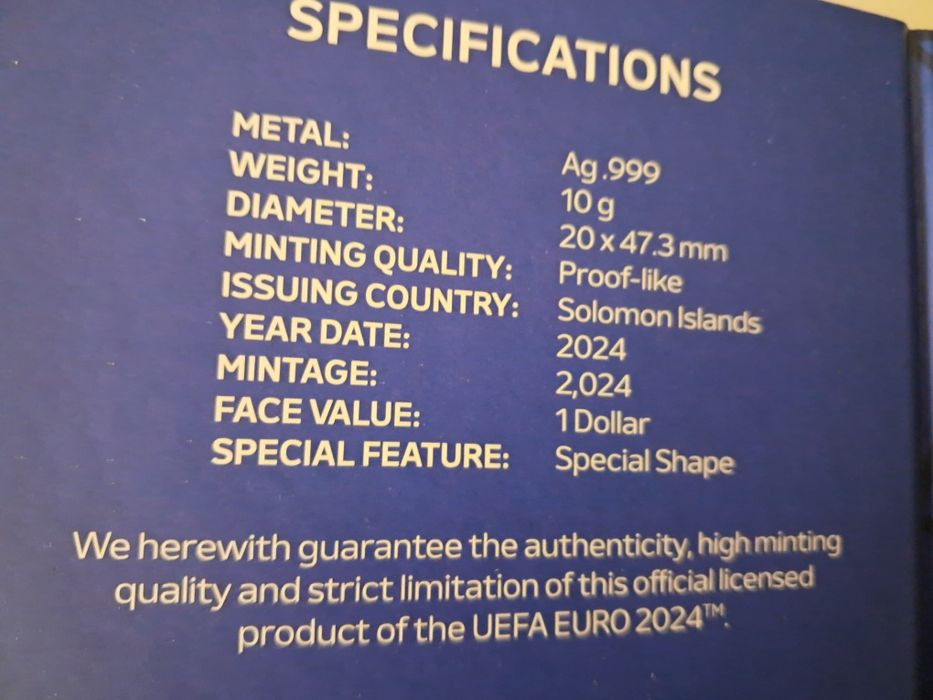 SPECIFICATIONS
METAL: Ag .999
WEIGHT: 10 g
DIAMETER: 20 x 47.3 mm
MINTING QUALITY: Proof-like
ISSUING COUNTRY: Solomon Islands
YEAR DATE: 2024
MINTAGE: 2,024
FACE VALUE: 1 Dollar
SPECIAL FEATURE: Special Shape
We herewith guarantee the authenticity, high minting
quality and strict limitation of this official licensed
product of the UEFA EURO 2024™.